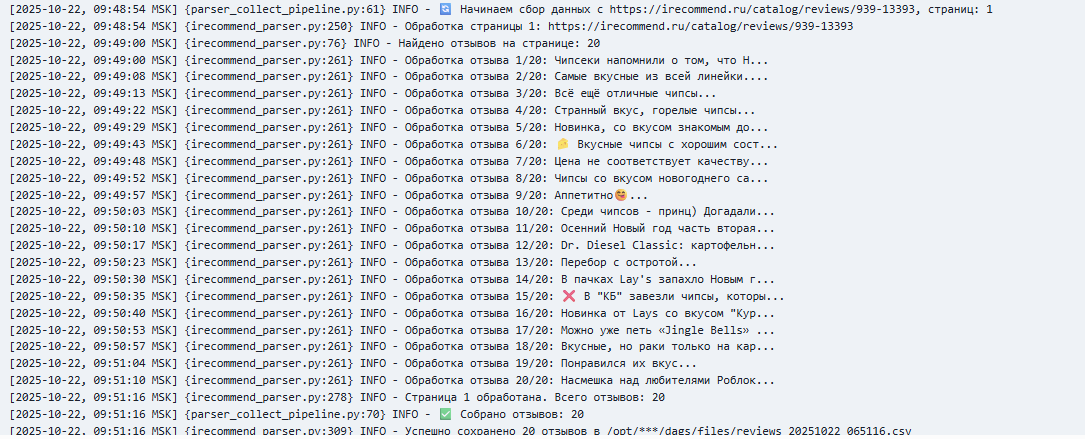 [2025-10-22, 09:48:54 MSK] {parser_collect_pipeline.py:61} INFO - 🔄 Начинаем сбор данных с https://irecommend.ru/catalog/reviews/939-13393, страниц: 1
[2025-10-22, 09:48:54 MSK] {irecommend_parser.py:250} INFO - Обработка страницы 1: https://irecommend.ru/catalog/reviews/939-13393
[2025-10-22, 09:49:00 MSK] {irecommend_parser.py:76} INFO - Найдено отзывов на странице: 20
[2025-10-22, 09:49:00 MSK] {irecommend_parser.py:261} INFO - Обработка отзыва 1/20: Чипсеки напомнили о том, что Н...
[2025-10-22, 09:49:08 MSK] {irecommend_parser.py:261} INFO - Обработка отзыва 2/20: Самые вкусные из всей линейки....
[2025-10-22, 09:49:13 MSK] {irecommend_parser.py:261} INFO - Обработка отзыва 3/20: Всё ещё отличные чипсы...
[2025-10-22, 09:49:22 MSK] {irecommend_parser.py:261} INFO - Обработка отзыва 4/20: Странный вкус, горелые чипсы...
[2025-10-22, 09:49:29 MSK] {irecommend_parser.py:261} INFO - Обработка отзыва 5/20: Новинка, со вкусом знакомым до...
[2025-10-22, 09:49:43 MSK] {irecommend_parser.py:261} INFO - Обработка отзыва 6/20: 🧀 Вкусные чипсы с хорошим сост...
[2025-10-22, 09:49:48 MSK] {irecommend_parser.py:261} INFO - Обработка отзыва 7/20: Цена не соответствует качеству...
[2025-10-22, 09:49:52 MSK] {irecommend_parser.py:261} INFO - Обработка отзыва 8/20: Чипсы со вкусом новогоднего са...
[2025-10-22, 09:49:57 MSK] {irecommend_parser.py:261} INFO - Обработка отзыва 9/20: Аппетитно🥰...
[2025-10-22, 09:50:03 MSK] {irecommend_parser.py:261} INFO - Обработка отзыва 10/20: Среди чипсов - принц) Догадали...
[2025-10-22, 09:50:10 MSK] {irecommend_parser.py:261} INFO - Обработка отзыва 11/20: Осенний Новый год часть вторая...
[2025-10-22, 09:50:17 MSK] {irecommend_parser.py:261} INFO - Обработка отзыва 12/20: Dr. Diesel Classic: картофельн...
[2025-10-22, 09:50:23 MSK] {irecommend_parser.py:261} INFO - Обработка отзыва 13/20: Перебор с остротой...
[2025-10-22, 09:50:30 MSK] {irecommend_parser.py:261} INFO - Обработка отзыва 14/20: В пачках Lay's запахло Новым г...
[2025-10-22, 09:50:35 MSK] {irecommend_parser.py:261} INFO - Обработка отзыва 15/20: ❌ В "КБ" завезли чипсы, которы...
[2025-10-22, 09:50:40 MSK] {irecommend_parser.py:261} INFO - Обработка отзыва 16/20: Новинка от Lays со вкусом "Кур...
[2025-10-22, 09:50:53 MSK] {irecommend_parser.py:261} INFO - Обработка отзыва 17/20: Можно уже петь «Jingle Bells» ...
[2025-10-22, 09:50:57 MSK] {irecommend_parser.py:261} INFO - Обработка отзыва 18/20: Вкусные, но раки только на кар...
[2025-10-22, 09:51:04 MSK] {irecommend_parser.py:261} INFO - Обработка отзыва 19/20: Понравился их вкус...
[2025-10-22, 09:51:10 MSK] {irecommend_parser.py:261} INFO - Обработка отзыва 20/20: Насмешка над любителями Роблок...
[2025-10-22, 09:51:16 MSK] {irecommend_parser.py:278} INFO - Страница 1 обработана. Всего отзывов: 20
[2025-10-22, 09:51:16 MSK] {parser_collect_pipeline.py:70} INFO - ✅ Собрано отзывов: 20
[2025-10-22, 09:51:16 MSK] {irecommend_parser.py:309} INFO - Успешно сохранено 20 отзывов в /opt/***/dags/files/reviews_20251022_065116.csv